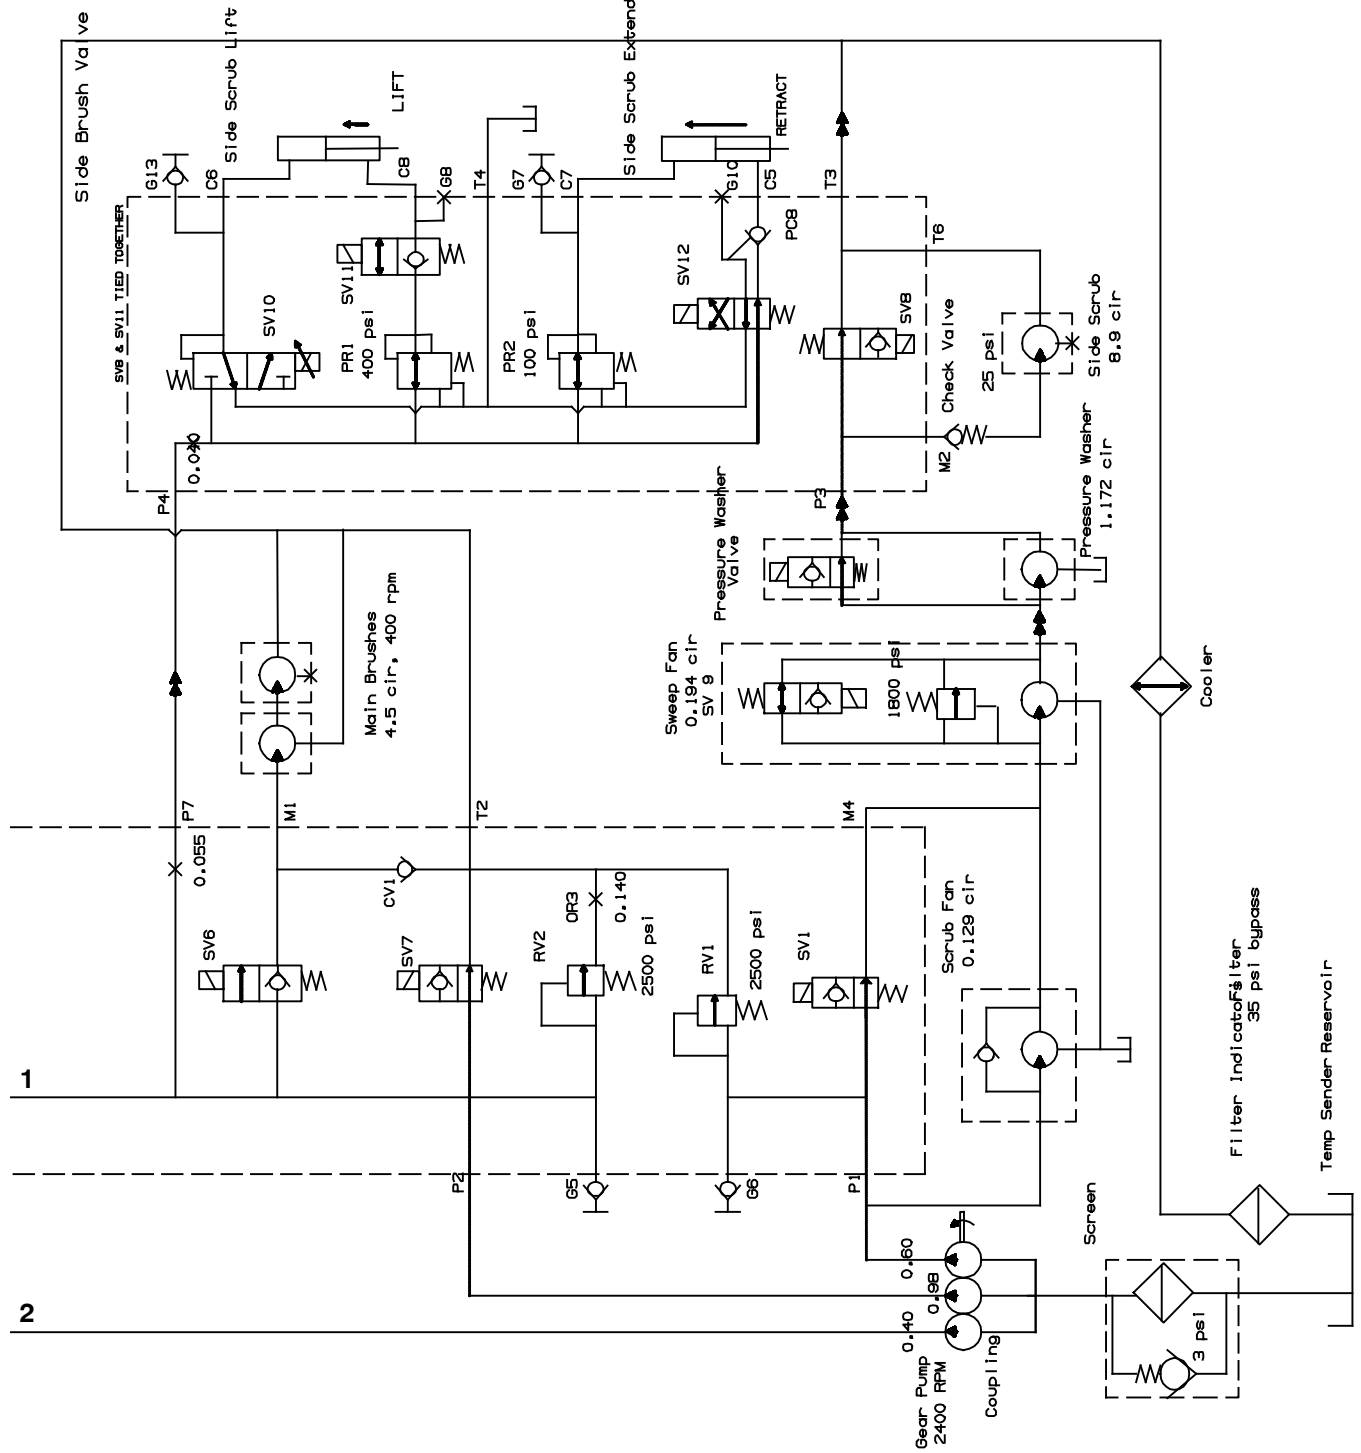 Side Brush Valve
Side Scrub Lift
LIFT
Side Scrub Extend
RETRACT
G13
C6
C8
G8
T4
G7
C7
G10
C5
T3
SV8 & SV11 TIED TOGETHER
SV10
SV11
PR1
400 psi
PR2
100 psi
SV12
PC8
SV8
T6
Check Valve
25 psi
Side Scrub
8.9 cir
M2
0.040
P4
P3
Pressure Washer
Valve
Pressure Washer
1.172 cir
Main Brushes
4.5 cir, 400 rpm
Sweep Fan
0.194 cir
SV 9
1800 psi
Cooler
P7
M1
T2
M4
0.055
CV1
OR3
0.140
SV6
SV7
RV2
2500 psi
RV1
2500 psi
SV1
Scrub Fan
0.129 cir
1
P2
G5
G6
P1
Filter Indicator
Filter
35 psi bypass
Temp Sender
Reservoir
Screen
2
0.60
0.98
0.40
Gear Pump
2400 RPM
Coupling
3 psi